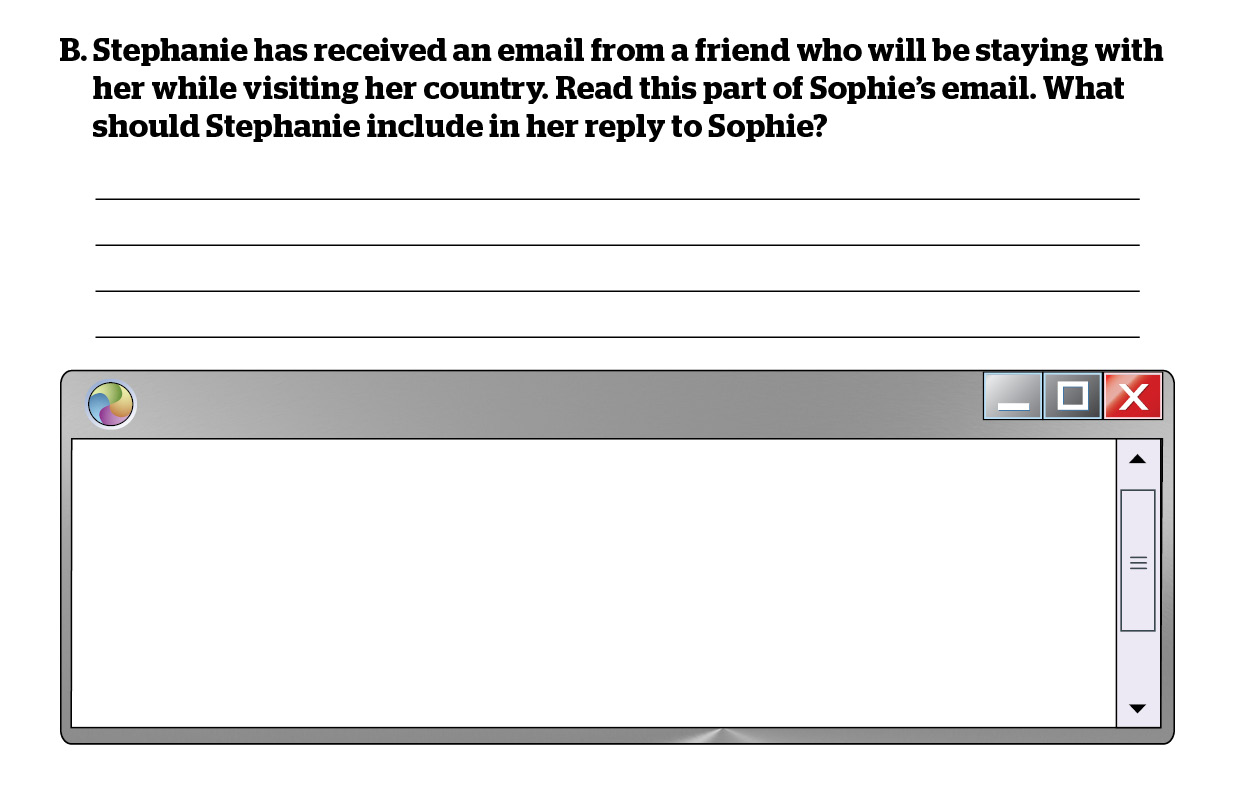 B. Stephanie has received an email from a friend who will be staying with
her while visiting her country. Read this part of Sophie’s email. What
should Stephanie include in her reply to Sophie?